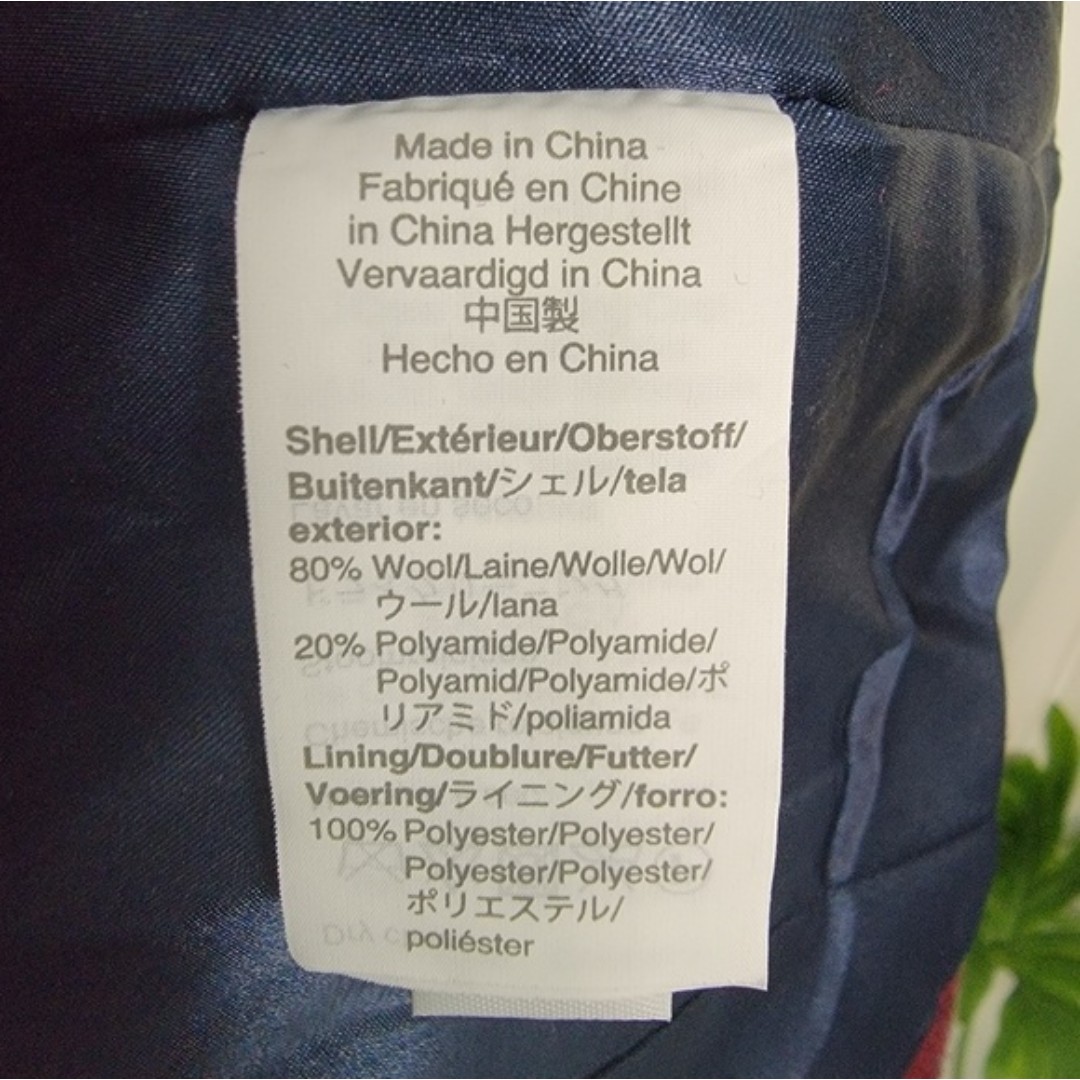 Made in China
Fabriqué en Chine
in China Hergestellt
Vervaardigd in China
中国製
Hecho en China
Shell/Extérieur/Oberstoff/
Buitenkant/シェル/tela
exterior:
80% Wool/Laine/Wolle/Wol/
ウール/lana
20% Polyamide/Polyamide/
Polyamid/Polyamide/ポ
リアミド/poliamida
Lining/Doublure/Futter/
Voering/ライニング/forro:
100% Polyester/Polyester/
Polyester/Polyester/
ポリエステル/
poliéster